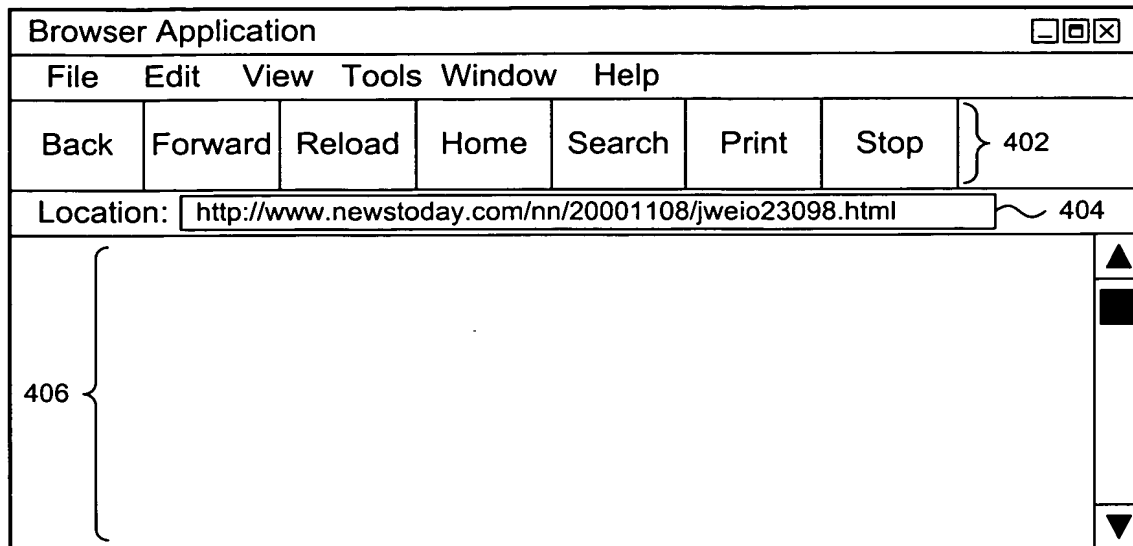 Browser Application
File Edit View Tools Window Help
Back Forward Reload Home Search Print Stop 402
Location: http://www.newstoday.com/nn/20001108/jweio23098.html 404
406